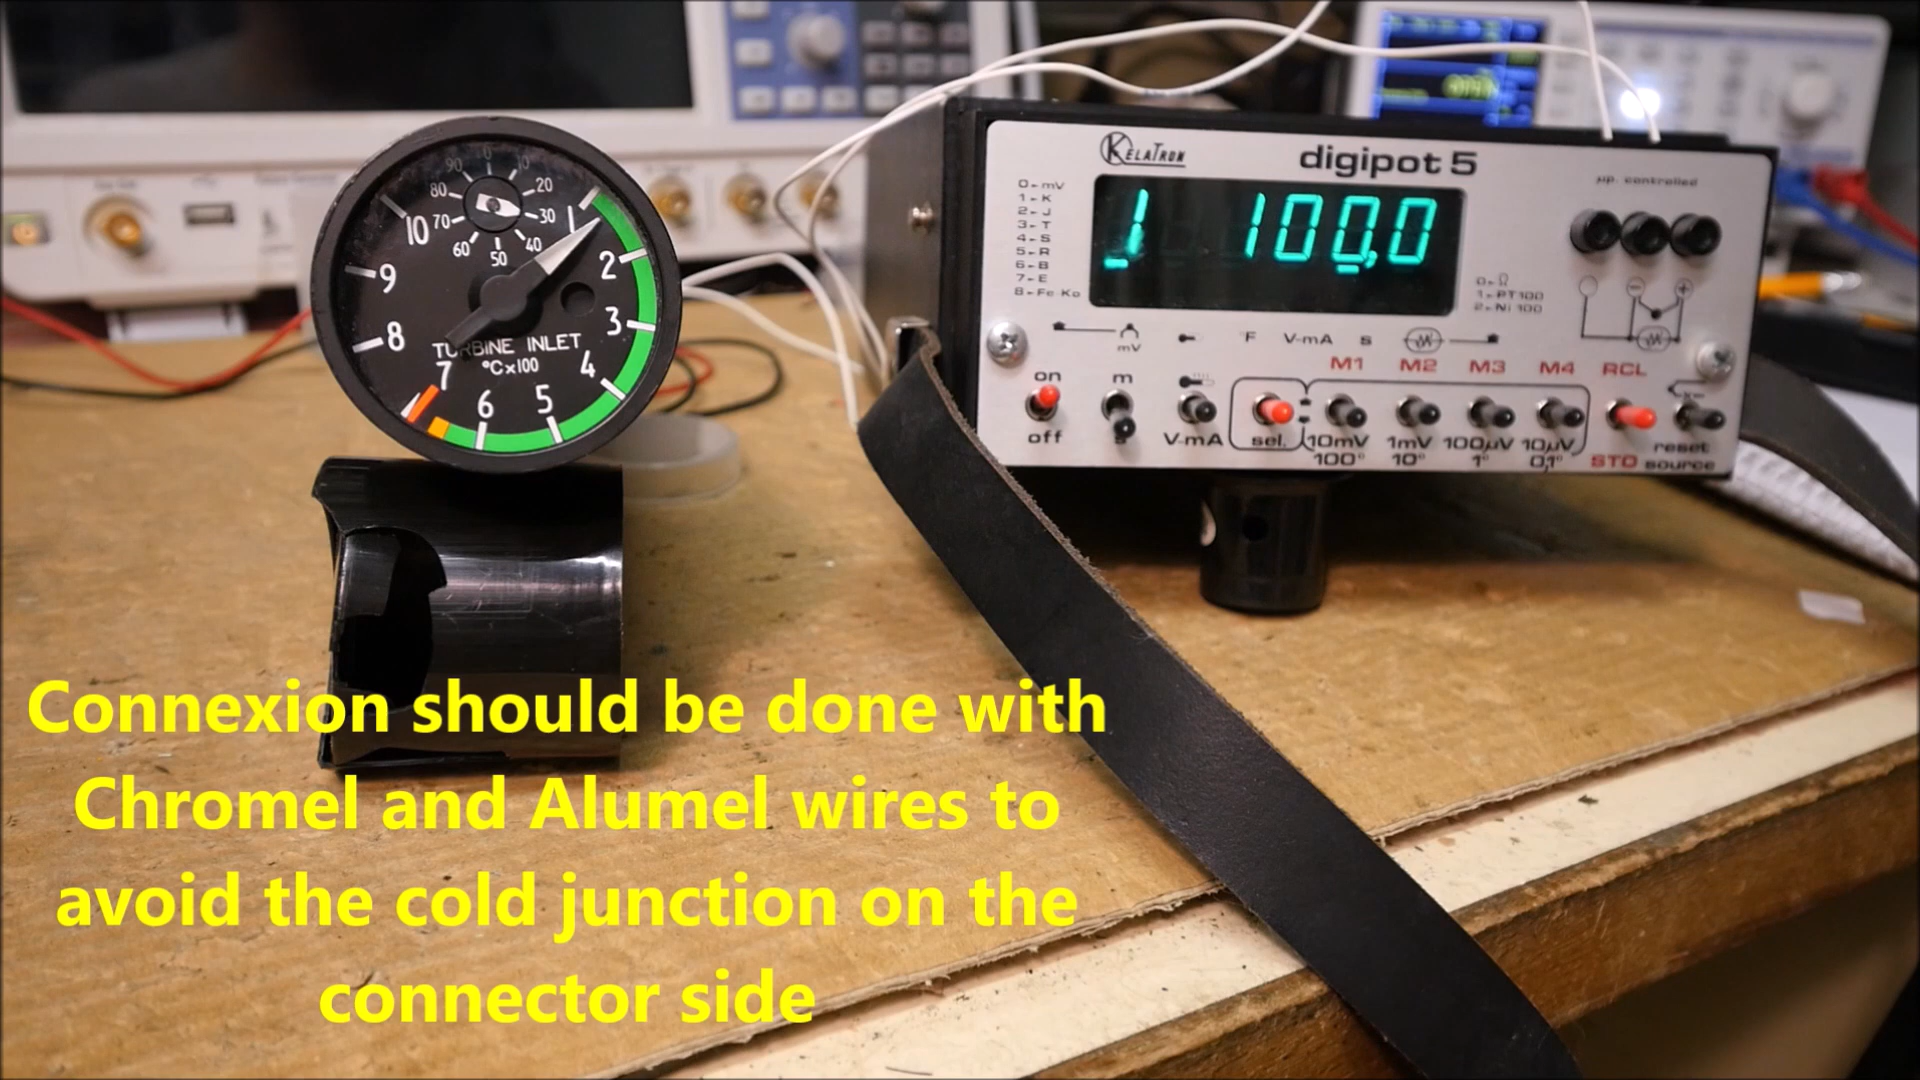 90
0
10
80
20
70
30
60
40
50
1
10
2
9
3
8
4
7
5
6
TURBINE INLET
°Cx100
KELATRON
digipot 5
µp. controlled
0-mV
1-K
2-J
3-T
4-S
5-R
6-B
7-E
8-Fe-Ko
1 100.0
0-Ω
1-PT100
2-Ni 100
mV
°F
V-mA
s
M1
M2
M3
M4
RCL
on
off
m
s
V-mA
sel.
10mV
100°
1mV
10°
100µV
1°
10µV
0,1°
STO
reset
source
Connexion should be done with
Chromel and Alumel wires to
avoid the cold junction on the
connector side